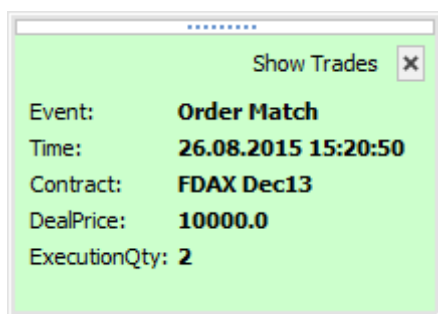 Show Trades
Event: Order Match
Time: 26.08.2015 15:20:50
Contract: FDAX Dec13
DealPrice: 10000.0
ExecutionQty: 2